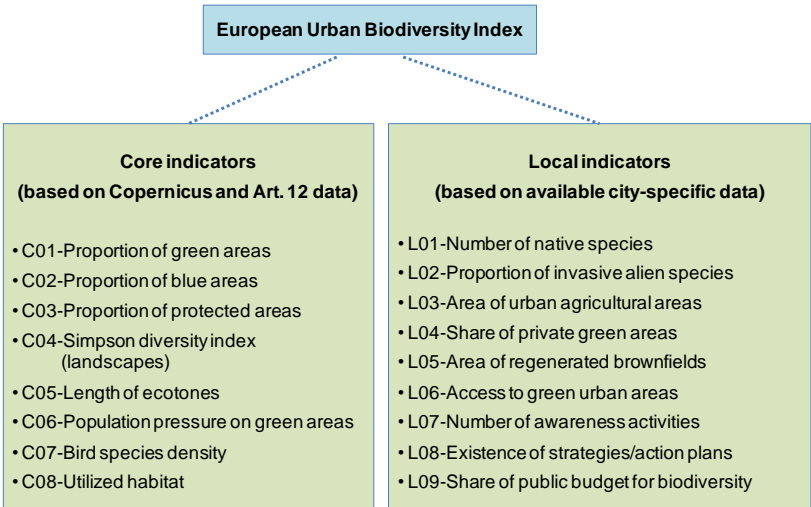 European Urban Biodiversity Index
Core indicators
(based on Copernicus and Art. 12 data)
• C01-Proportion of green areas
• C02-Proportion of blue areas
• C03-Proportion of protected areas
• C04-Simpson diversity index
(landscapes)
• C05-Length of ecotones
• C06-Population pressure on green areas
• C07-Bird species density
• C08-Utilized habitat
Local indicators
(based on available city-specific data)
• L01-Number of native species
• L02-Proportion of invasive alien species
• L03-Area of urban agricultural areas
• L04-Share of private green areas
• L05-Area of regenerated brownfields
• L06-Access to green urban areas
• L07-Number of awareness activities
• L08-Existence of strategies/action plans
• L09-Share of public budget for biodiversity